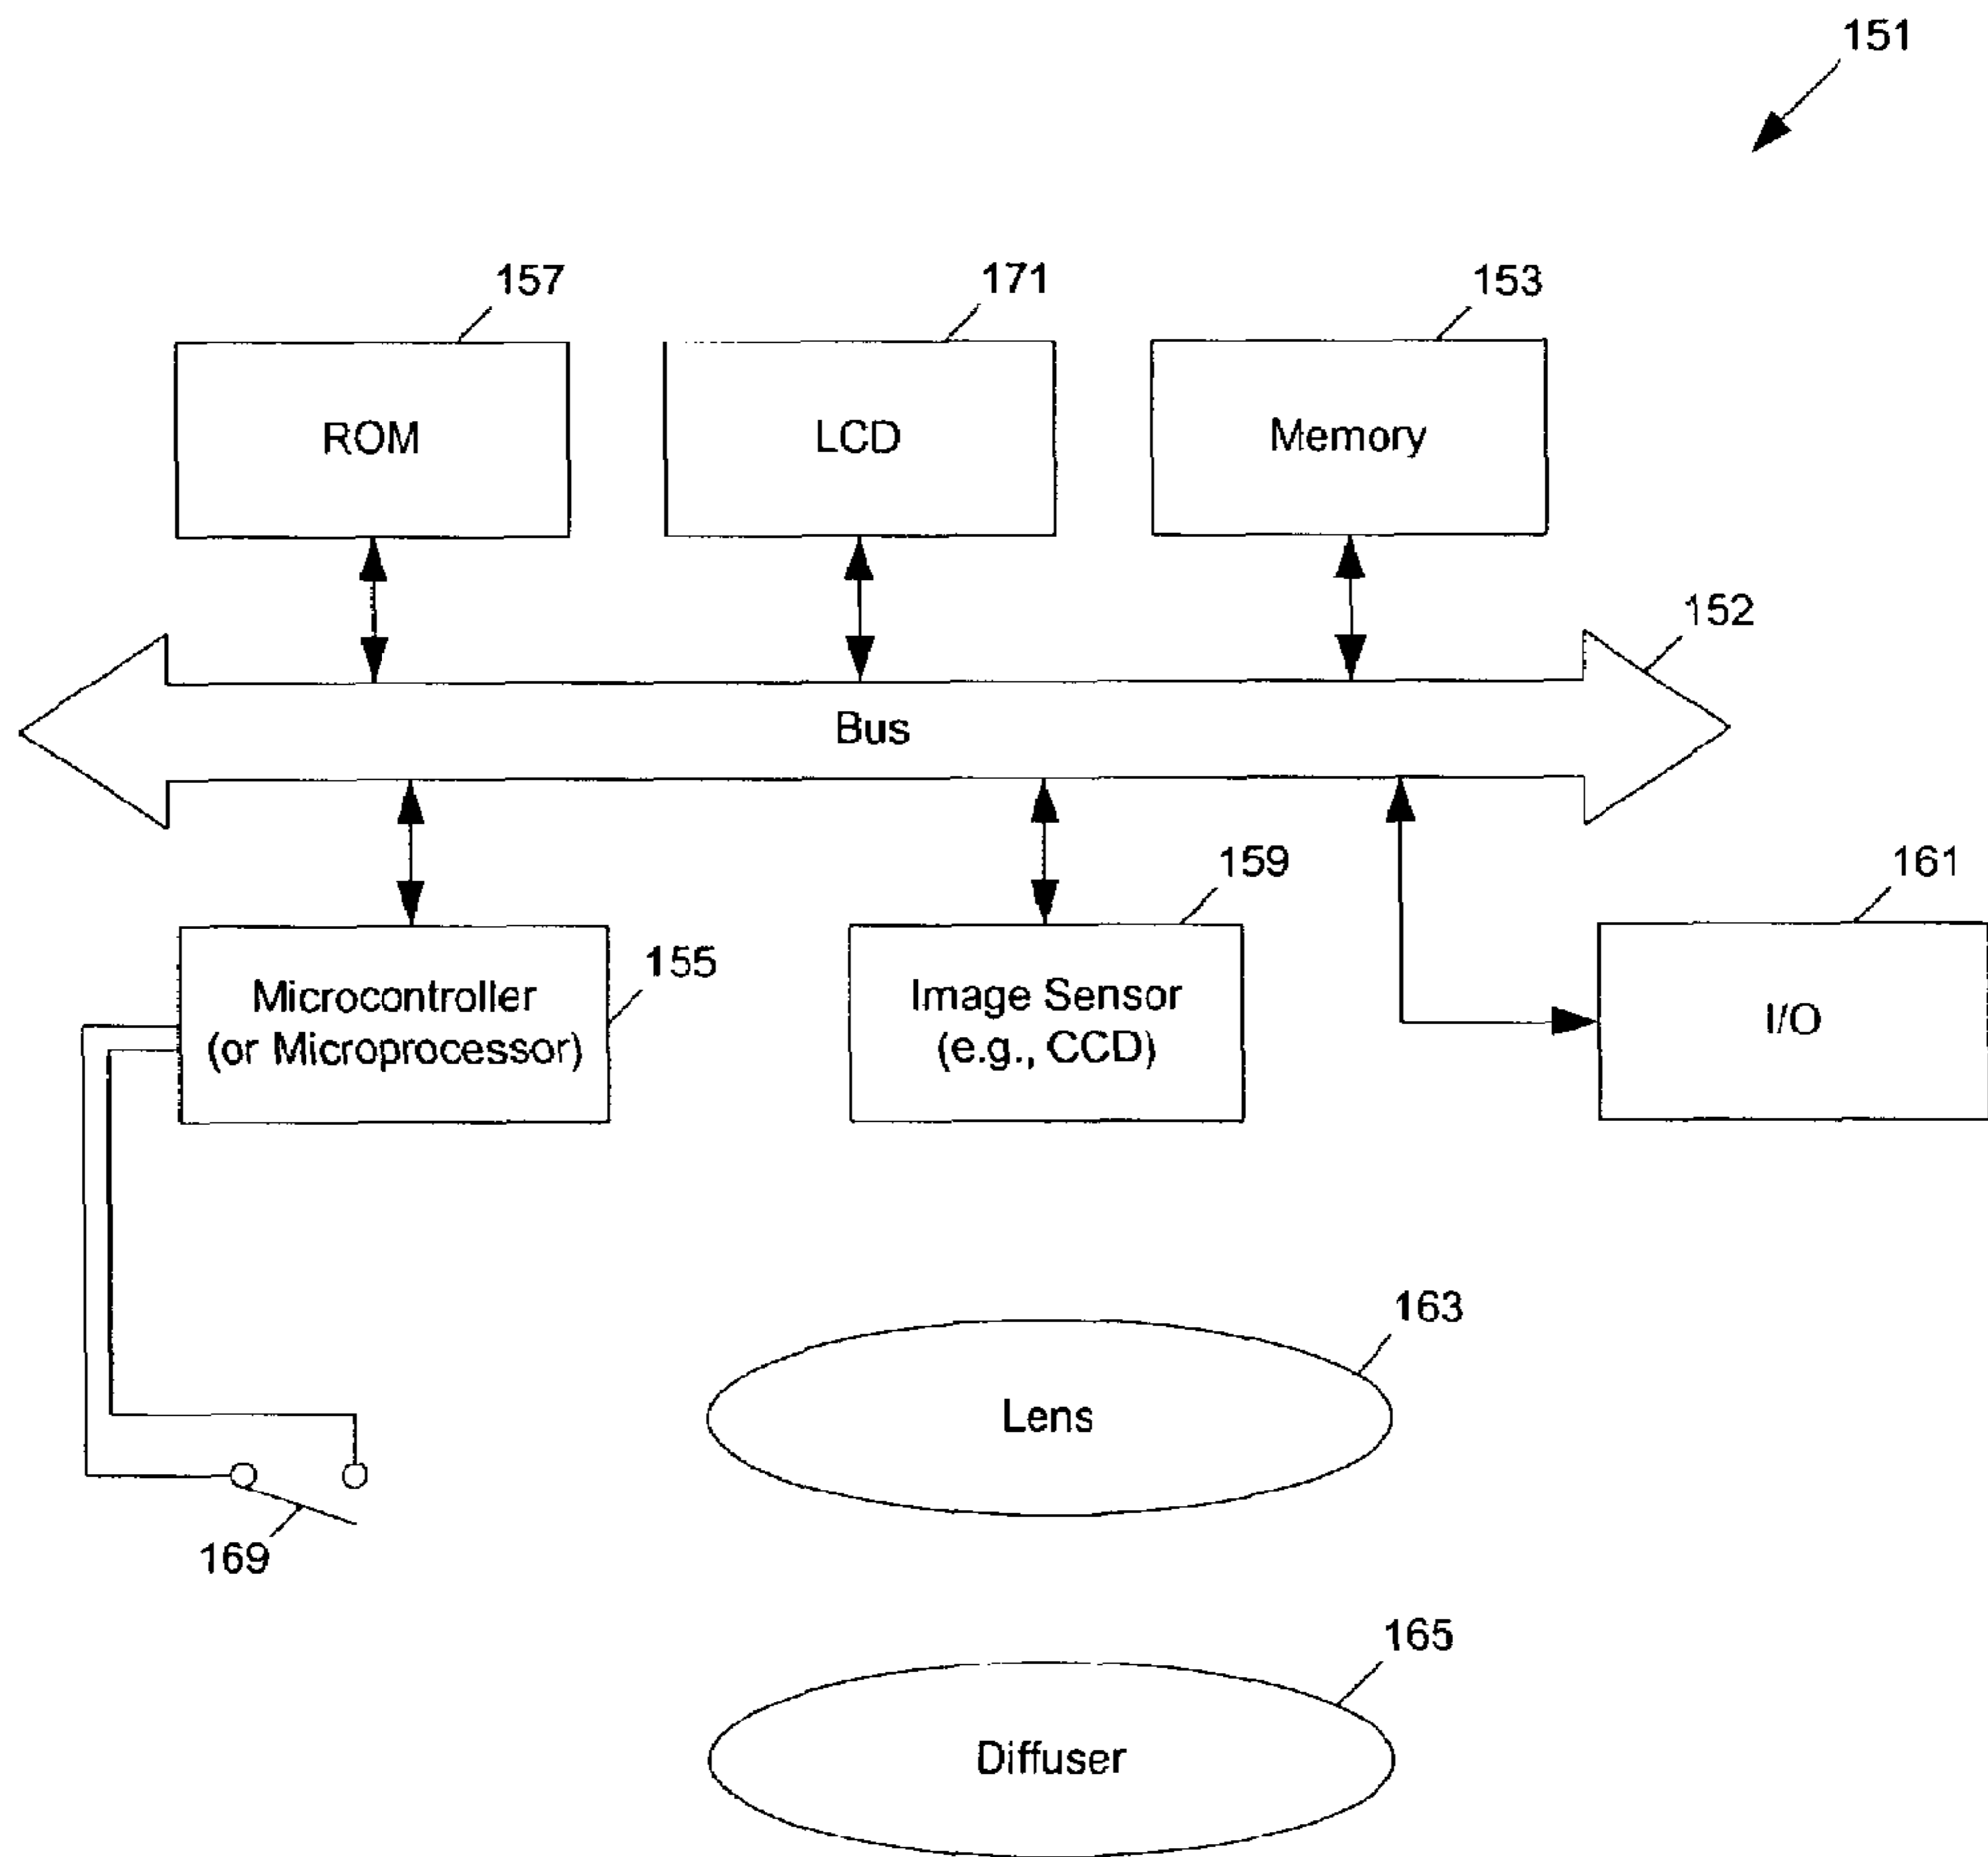 151
157
171
153
ROM
LCD
Memory
152
Bus
159
161
155
Microcontroller
(or Microprocessor)
Image Sensor
(e.g., CCD)
I/O
163
Lens
169
165
Diffuser